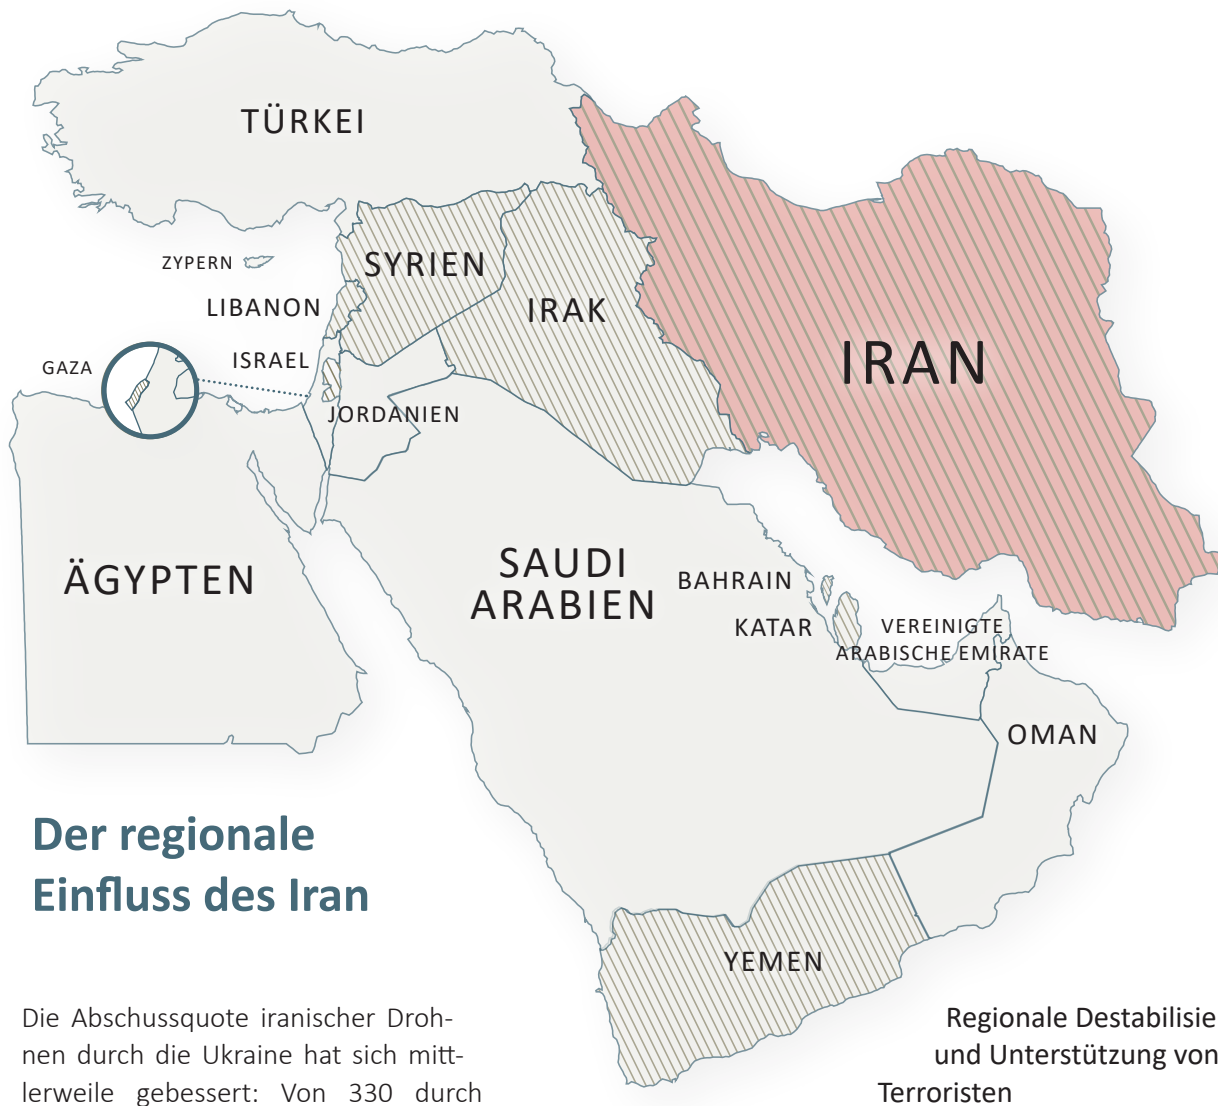 TÜRKEI
ZYPERN
SYRIEN
LIBANON
IRAK
ISRAEL
GAZA
IRAN
JORDANIEN
ÄGYPTEN
SAUDI
ARABIEN
BAHRAIN
KATAR
VEREINIGTE
ARABISCHE EMIRATE
OMAN
YEMEN
Der regionale
Einfluss des Iran
Die Abschussquote iranischer Droh-
nen durch die Ukraine hat sich mitt-
lerweile gebessert: Von 330 durch
Regionale Destabilisie
und Unterstützung von
Terroristen